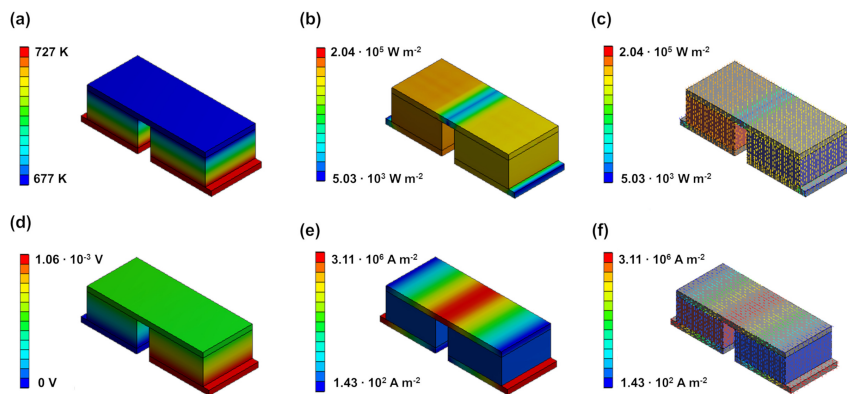 (a)
727 K
677 K
(b)
2.04 · 10⁵ W m⁻²
5.03 · 10³ W m⁻²
(c)
2.04 · 10⁵ W m⁻²
5.03 · 10³ W m⁻²
(d)
1.06 · 10⁻³ V
0 V
(e)
3.11 · 10⁶ A m⁻²
1.43 · 10² A m⁻²
(f)
3.11 · 10⁶ A m⁻²
1.43 · 10² A m⁻²